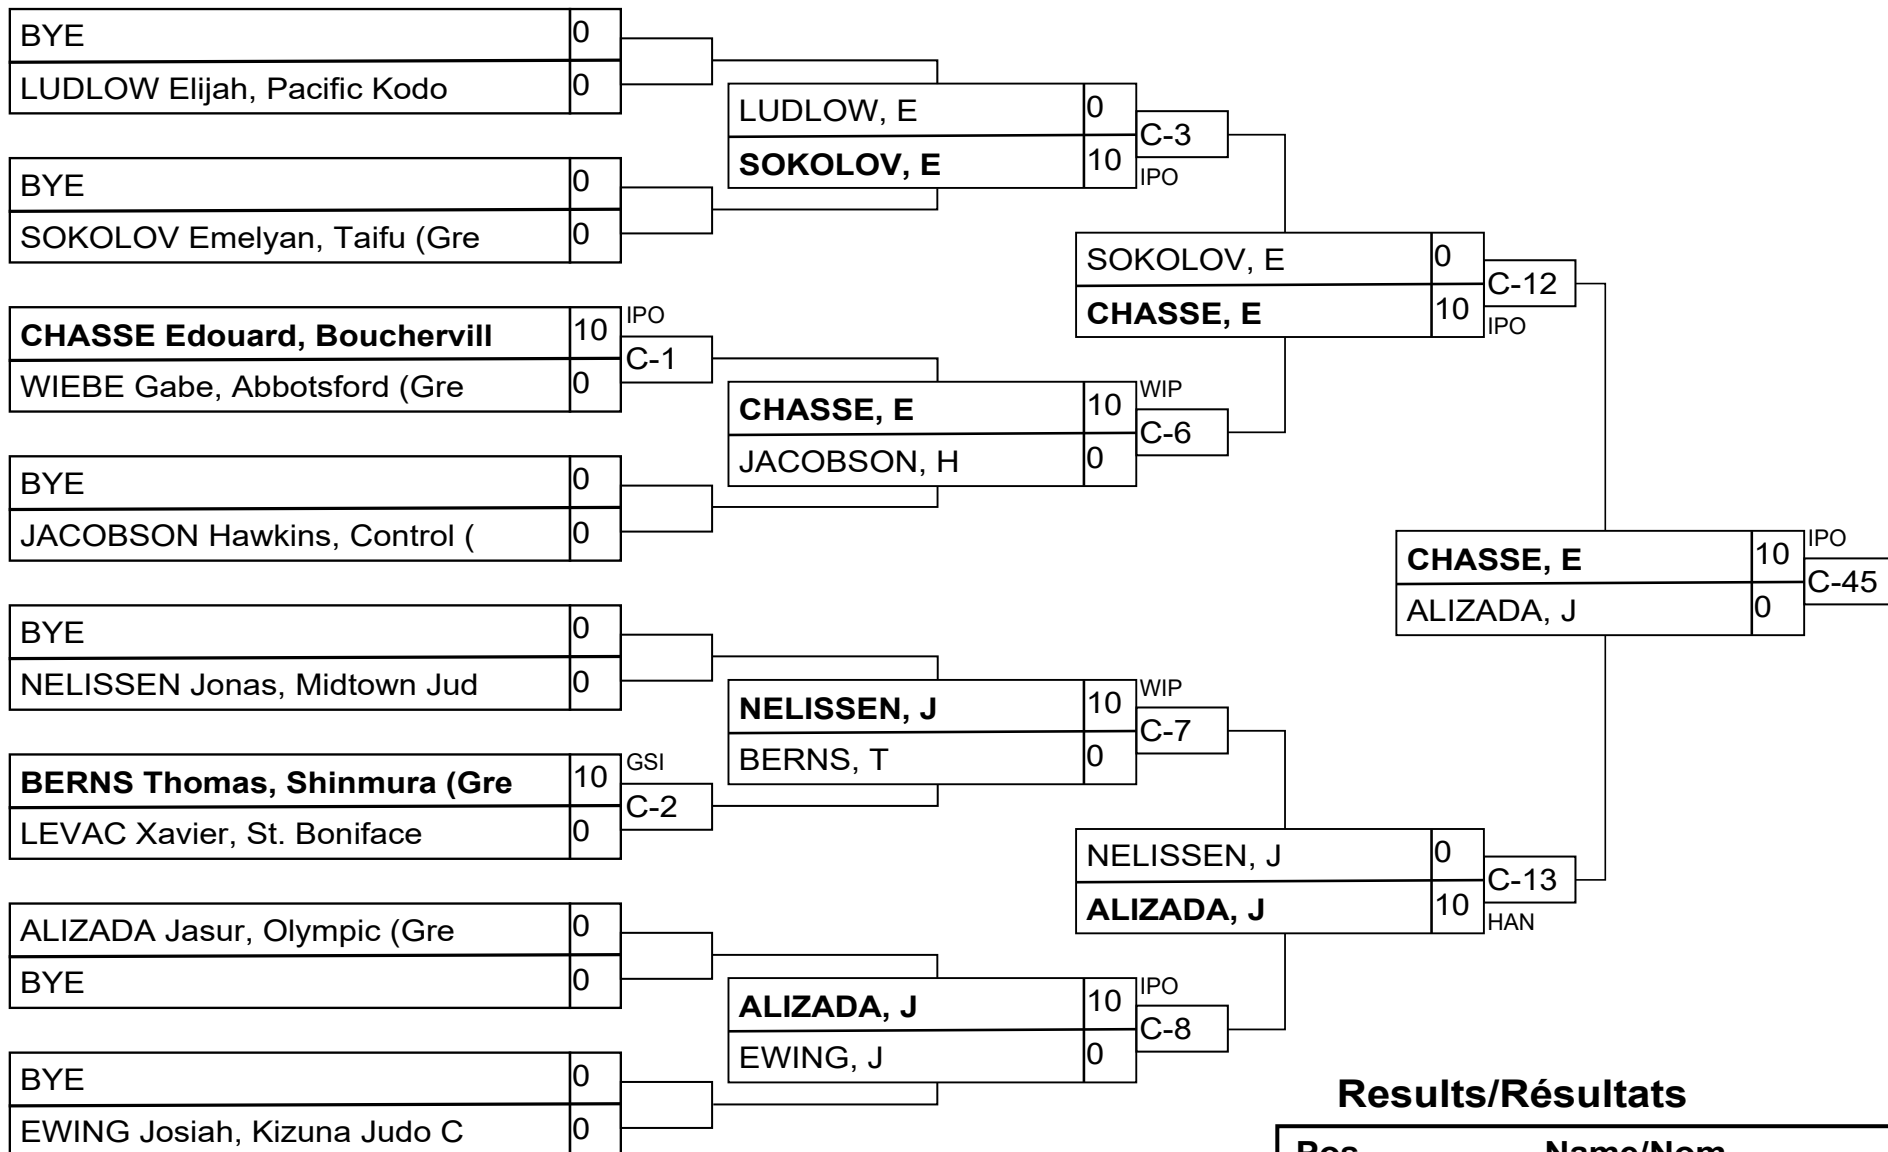 BYE 0
LUDLOW Elijah, Pacific Kodo 0
BYE 0
SOKOLOV Emelyan, Taifu (Gre 0
CHASSE Edouard, Bouchervill 10 IPO
C-1
WIEBE Gabe, Abbotsford (Gre 0
BYE 0
JACOBSON Hawkins, Control ( 0
BYE 0
NELISSEN Jonas, Midtown Jud 0
BERNS Thomas, Shinmura (Gre 10 GSI
C-2
LEVAC Xavier, St. Boniface 0
ALIZADA Jasur, Olympic (Gre 0
BYE 0
BYE 0
EWING Josiah, Kizuna Judo C 0
LUDLOW, E 0
C-3
SOKOLOV, E 10 IPO
CHASSE, E 10 WIP
C-6
JACOBSON, H 0
NELISSEN, J 10 WIP
C-7
BERNS, T 0
ALIZADA, J 10 IPO
C-8
EWING, J 0
SOKOLOV, E 0
C-12
CHASSE, E 10 IPO
NELISSEN, J 0
C-13
ALIZADA, J 10 HAN
CHASSE, E 10 IPO
C-45
ALIZADA, J 0
Results/Résultats
Pos Name/Nom